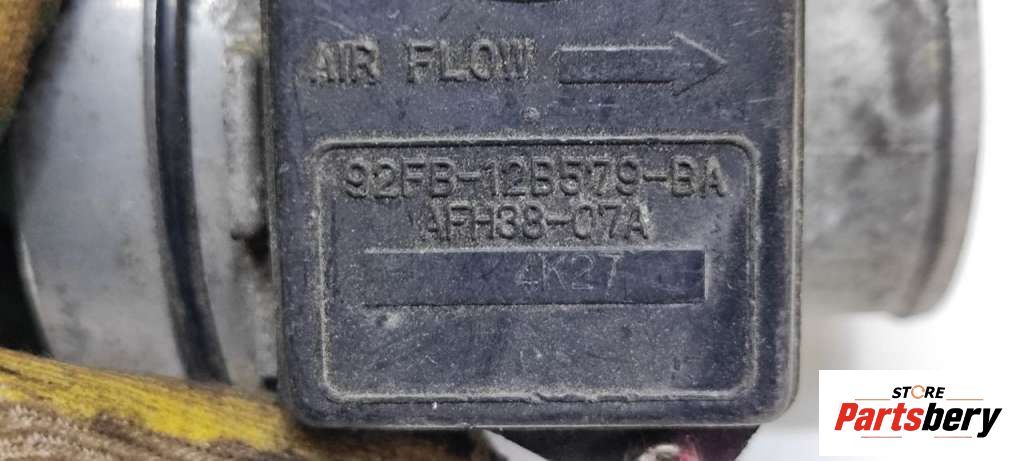 AIR FLOW
92FB-12B579-BA
AFH38-07A
4K27
STORE
Partsbery